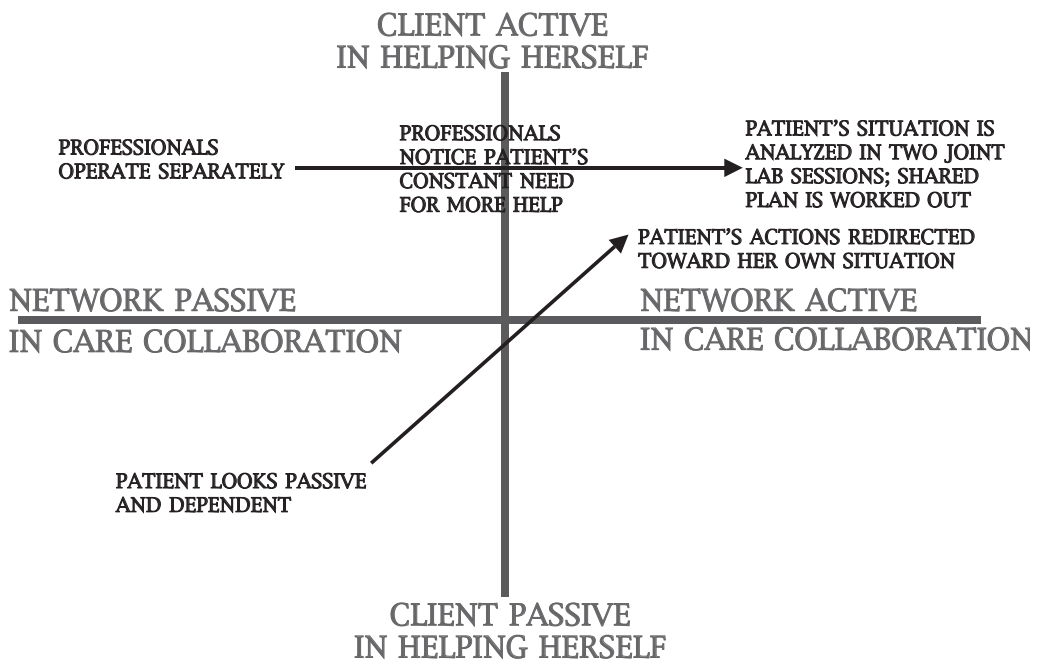 CLIENT ACTIVE
IN HELPING HERSELF
PROFESSIONALS
OPERATE SEPARATELY
PROFESSIONALS
NOTICE PATIENT'S
CONSTANT NEED
FOR MORE HELP
PATIENT'S SITUATION IS
ANALYZED IN TWO JOINT
LAB SESSIONS; SHARED
PLAN IS WORKED OUT
PATIENT'S ACTIONS REDIRECTED
TOWARD HER OWN SITUATION
NETWORK PASSIVE
IN CARE COLLABORATION
NETWORK ACTIVE
IN CARE COLLABORATION
PATIENT LOOKS PASSIVE
AND DEPENDENT
CLIENT PASSIVE
IN HELPING HERSELF